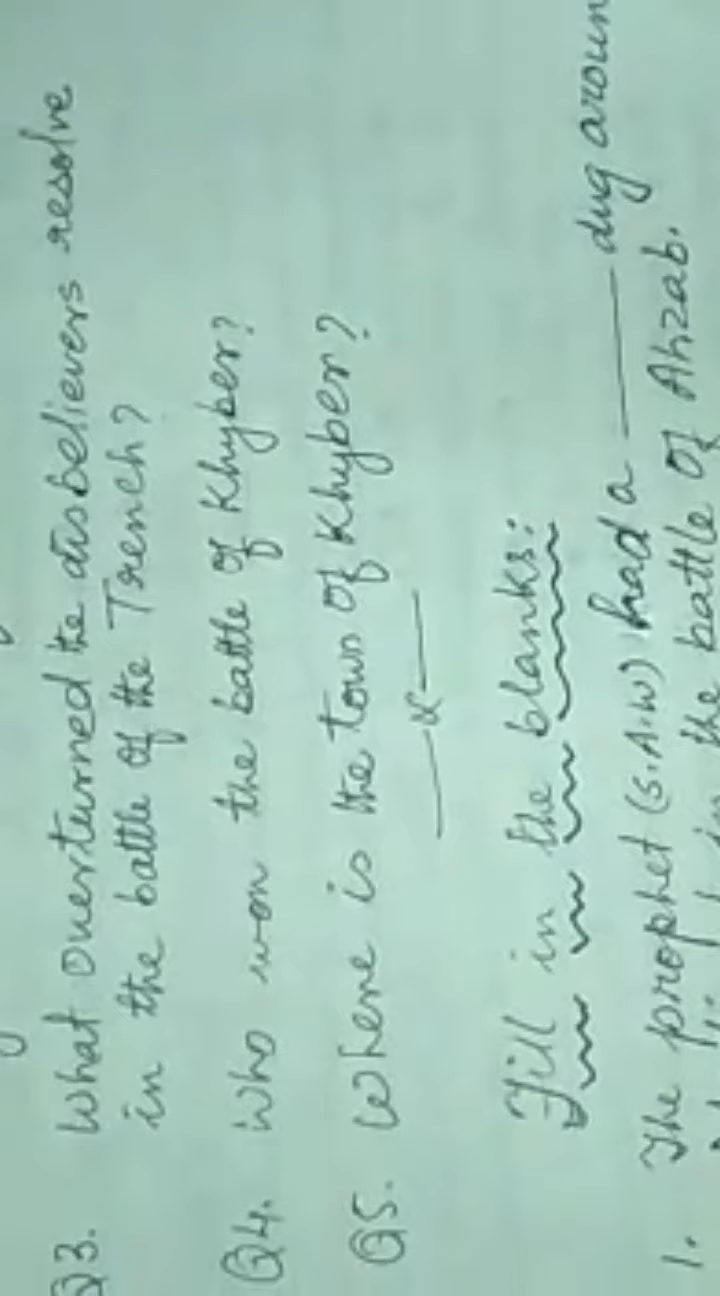 Q3. What overturned the disbelievers resolve
in the battle of the Trench?
Q4. Who won the battle of Khyber?
Q5. Where is the town of Khyber?
—x—
Fill in the blanks:
1. The prophet (S.A.W) had a ——— dug aroun
in the battle of Ahzab.